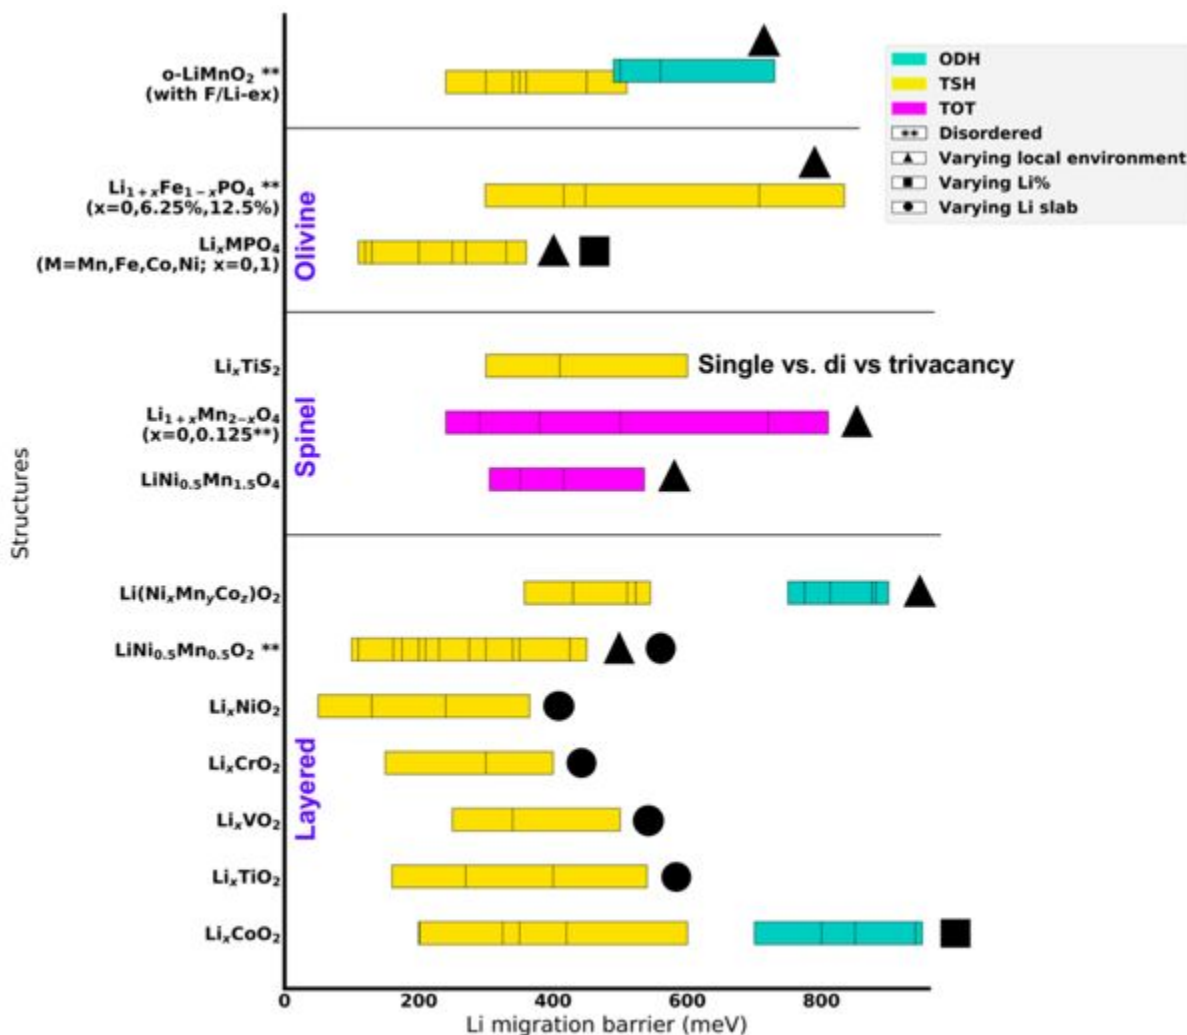 o-LiMnO₂ **
(with F/Li-ex)
Li₁₊ₓFe₁₋ₓPO₄ **
(x=0,6.25%,12.5%)
LiₓMPO₄
(M=Mn,Fe,Co,Ni; x=0,1)
Olivine
LiₓTiS₂
Single vs. di vs trivacancy
Li₁₊ₓMn₂₋ₓO₄
(x=0,0.125**)
LiNi₀.₅Mn₁.₅O₄
Spinel
Li(NiₓMnᵧCo_z)O₂
LiNi₀.₅Mn₀.₅O₂ **
LiₓNiO₂
LiₓCrO₂
LiₓVO₂
LiₓTiO₂
LiₓCoO₂
Layered
Structures
0 200 400 600 800
Li migration barrier (meV)
ODH
TSH
TOT
** Disordered
Varying local environment
Varying Li%
Varying Li slab